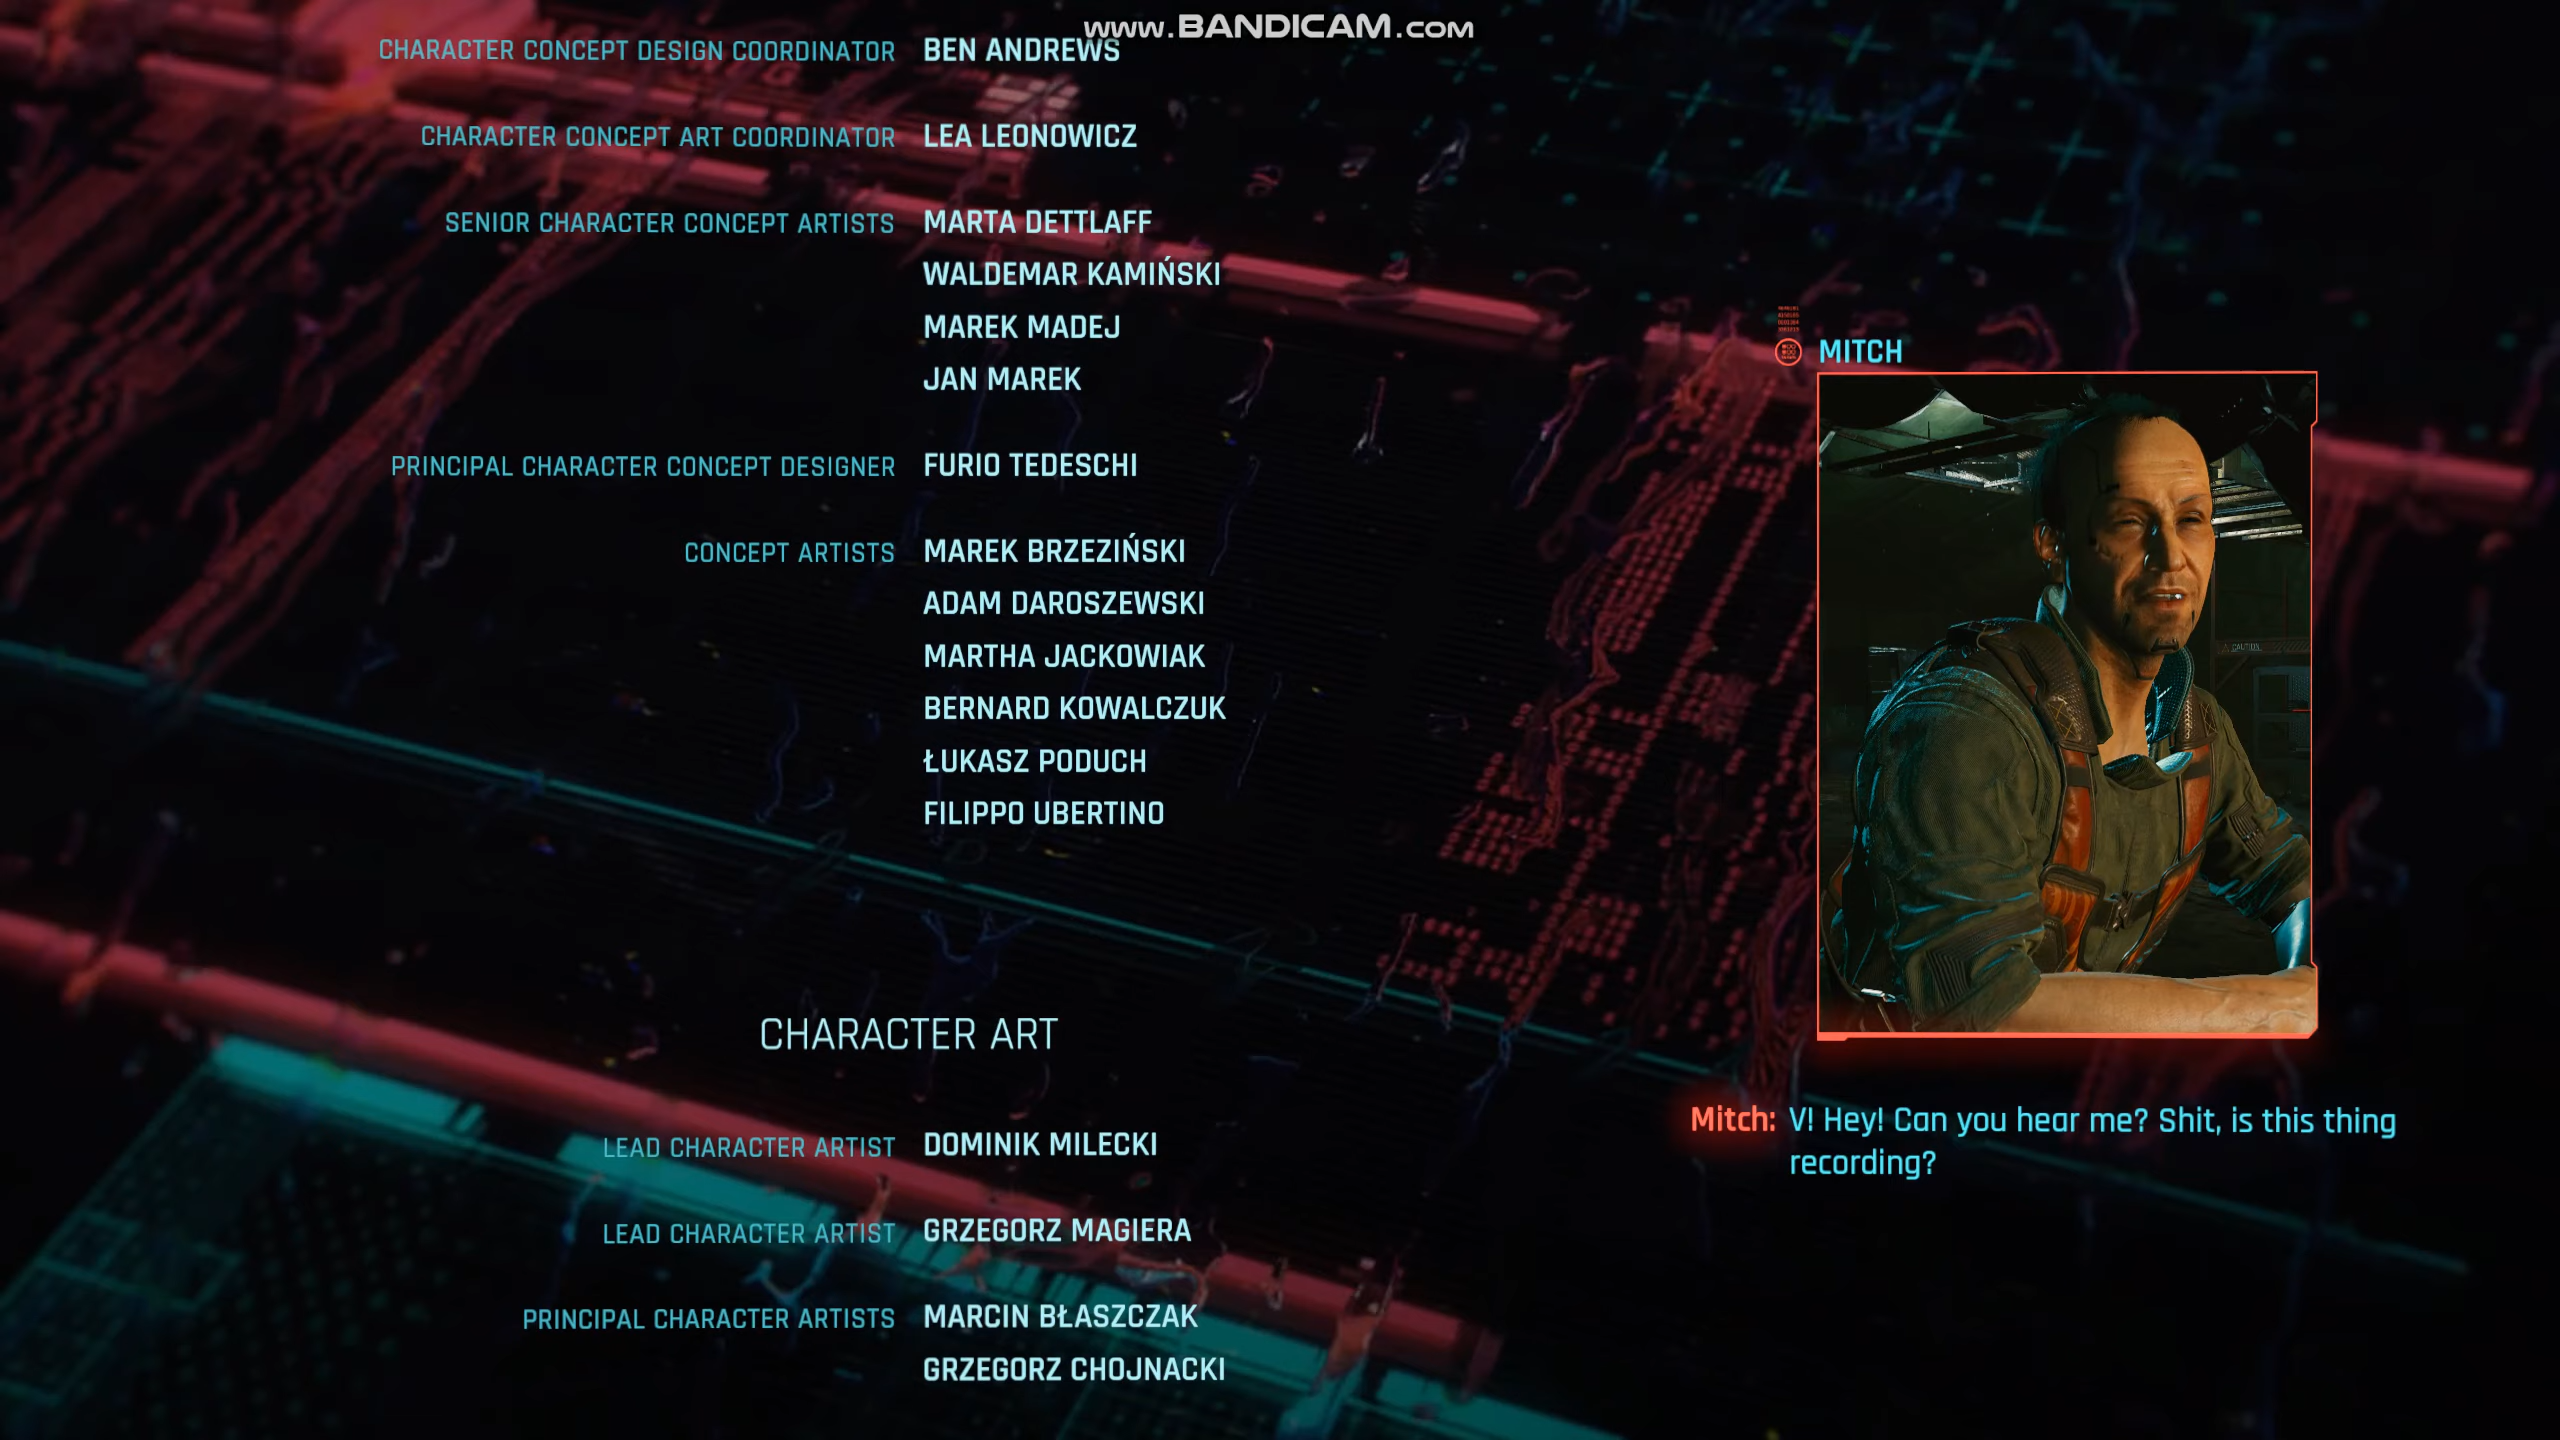 www.BANDICAM.com
CHARACTER CONCEPT DESIGN COORDINATOR BEN ANDREWS
CHARACTER CONCEPT ART COORDINATOR LEA LEONOWICZ
SENIOR CHARACTER CONCEPT ARTISTS MARTA DETTLAFF
WALDEMAR KAMIŃSKI
MAREK MADEJ
JAN MAREK
PRINCIPAL CHARACTER CONCEPT DESIGNER FURIO TEDESCHI
CONCEPT ARTISTS MAREK BRZEZIŃSKI
ADAM DAROSZEWSKI
MARTHA JACKOWIAK
BERNARD KOWALCZUK
ŁUKASZ PODUCH
FILIPPO UBERTINO
CHARACTER ART
LEAD CHARACTER ARTIST DOMINIK MILECKI
LEAD CHARACTER ARTIST GRZEGORZ MAGIERA
PRINCIPAL CHARACTER ARTISTS MARCIN BŁASZCZAK
GRZEGORZ CHOJNACKI
MITCH
CAUTION
Mitch: V! Hey! Can you hear me? Shit, is this thing
recording?